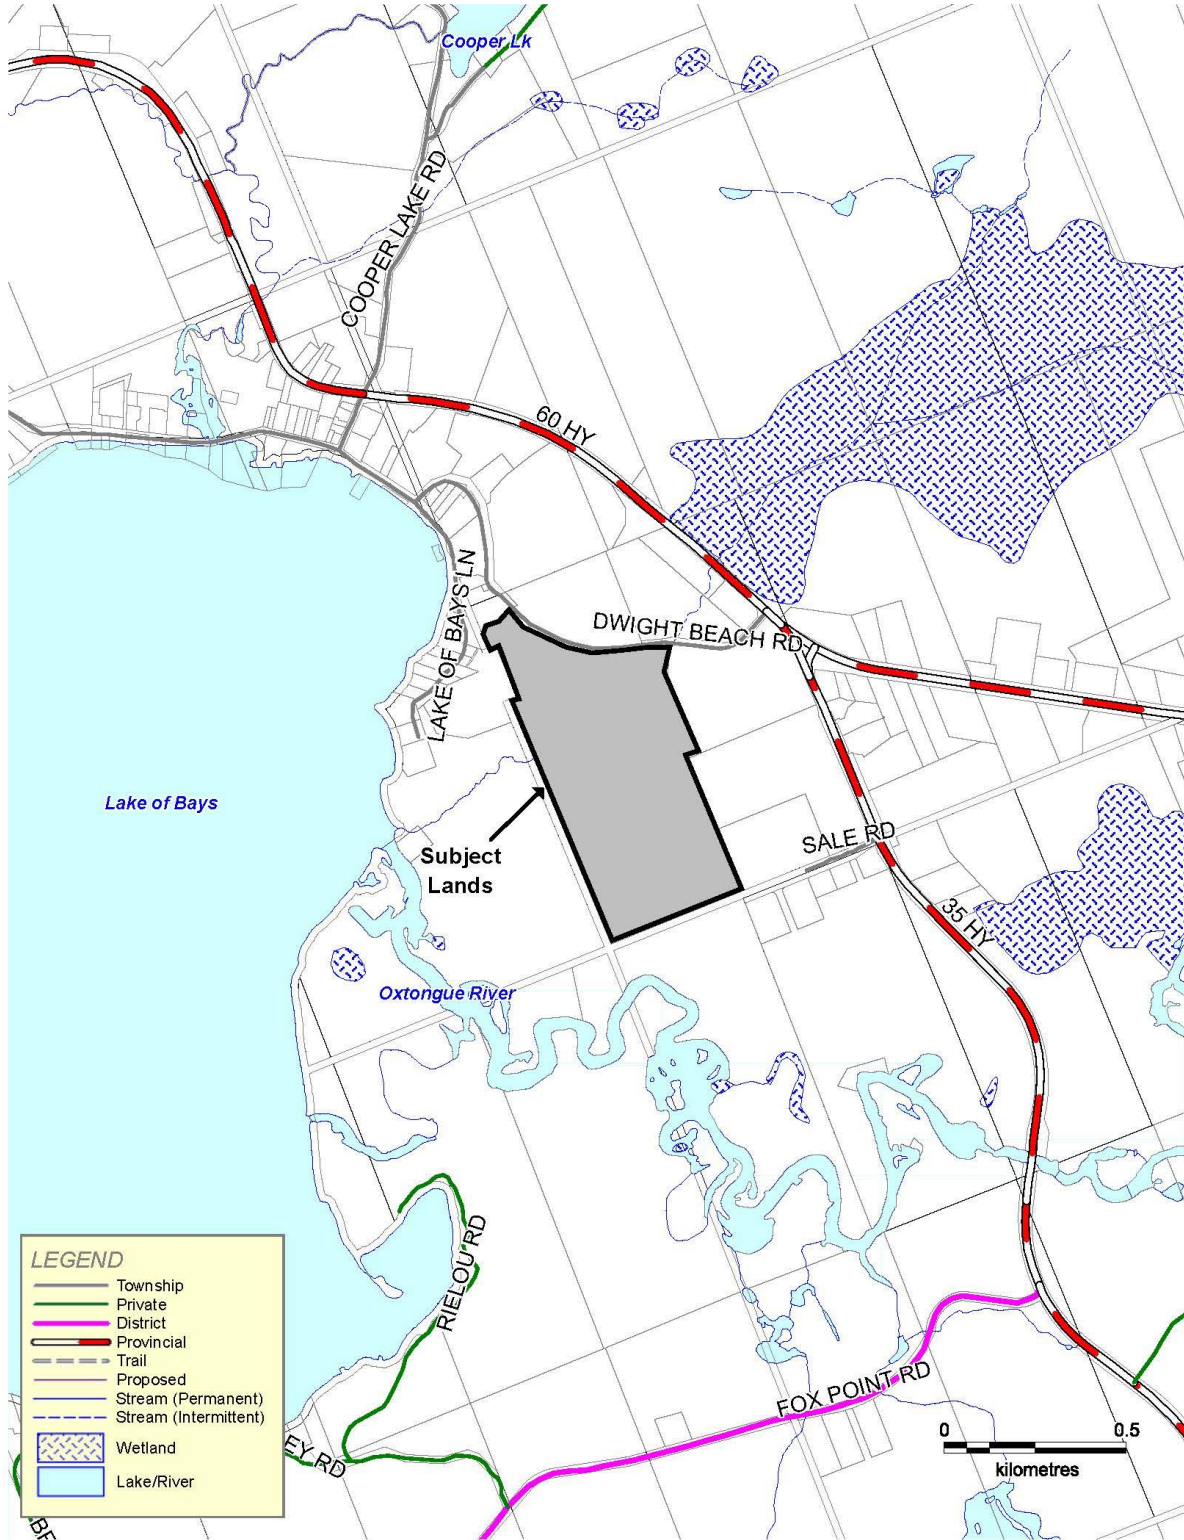 Cooper Lk
COOPER LAKE RD
60 HY
LAKE OF BAYS LN
DWIGHT BEACH RD
Lake of Bays
SALE RD
Subject
Lands
35 HY
Oxtongue River
RIELOU RD
FOX POINT RD
EY RD
LEGEND
Township
Private
District
Provincial
Trail
Proposed
Stream (Permanent)
Stream (Intermittent)
Wetland
Lake/River
0 0.5
kilometres